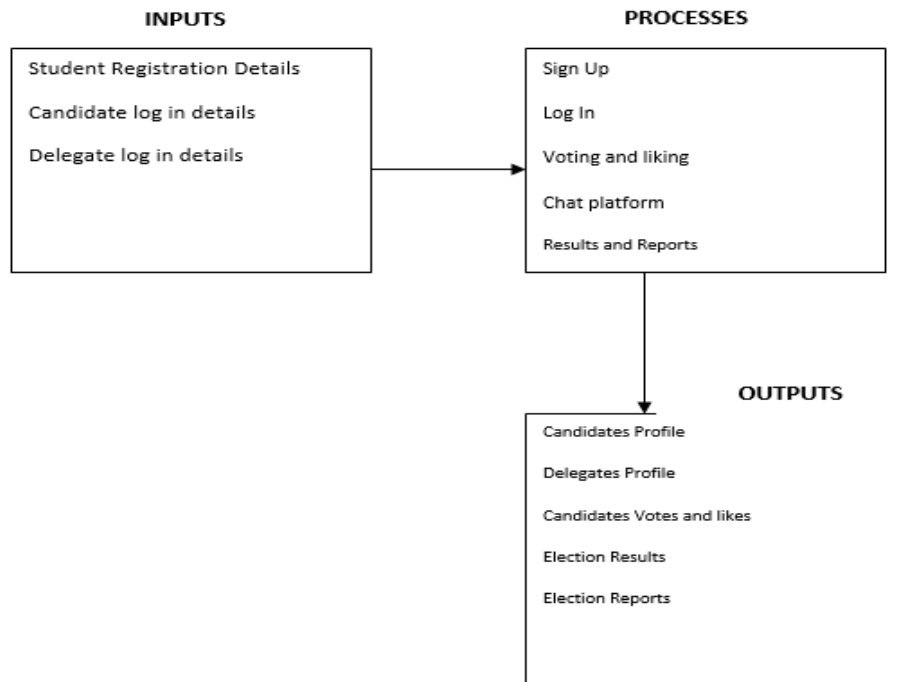 INPUTS
Student Registration Details
Candidate log in details
Delegate log in details
PROCESSES
Sign Up
Log In
Voting and liking
Chat platform
Results and Reports
OUTPUTS
Candidates Profile
Delegates Profile
Candidates Votes and likes
Election Results
Election Reports